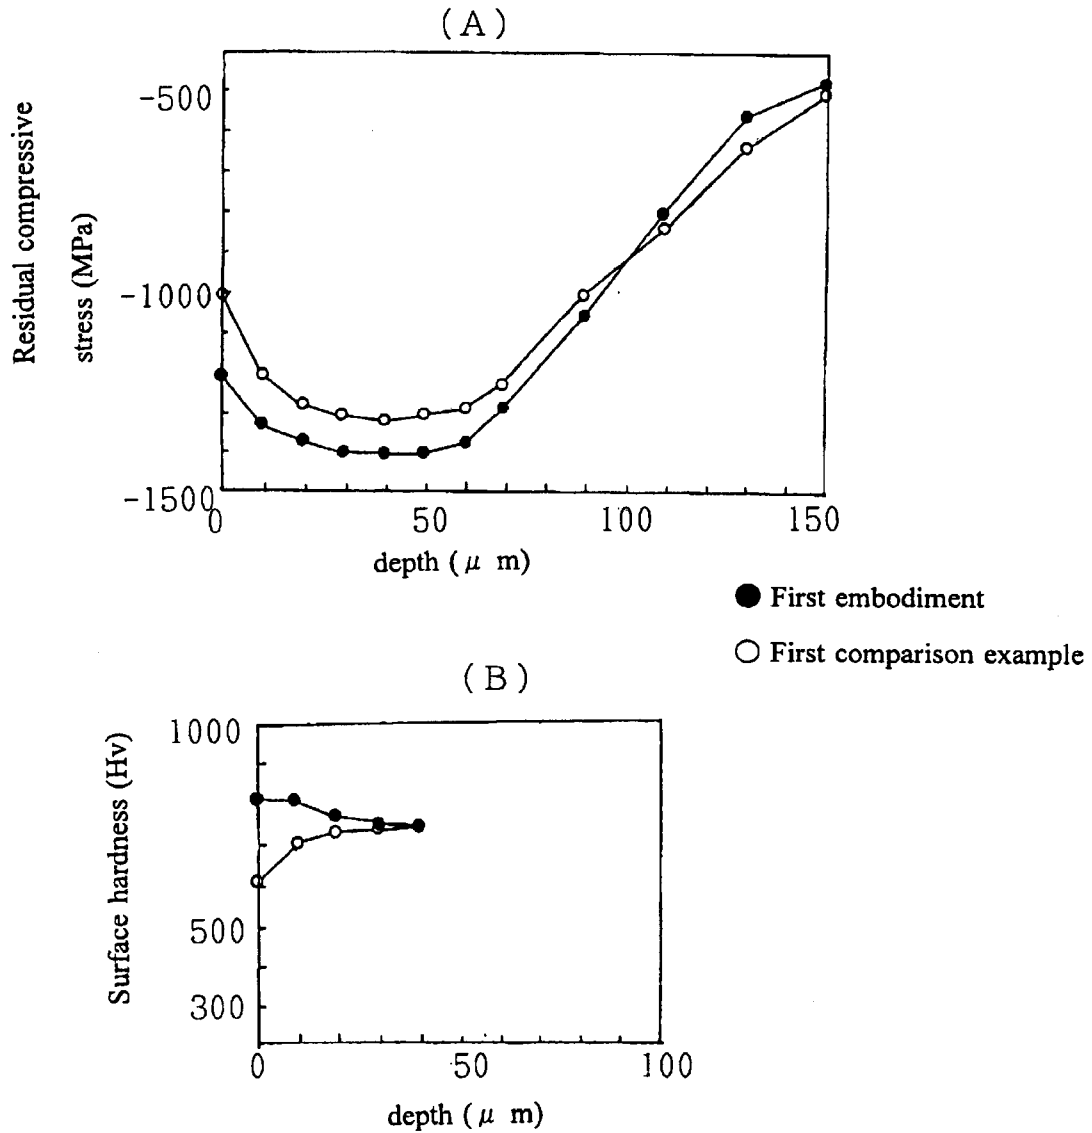 (A)
Residual compressive
stress (MPa)
-500
-1000
-1500
0
50
100
150
depth (μ m)
● First embodiment
○ First comparison example
(B)
Surface hardness (Hv)
1000
500
300
0
50
100
depth (μ m)